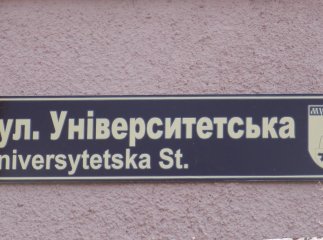 ул. Університетська
niversytetska St.